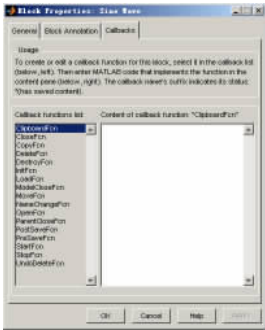 Block Properties: Sine Wave
General Block Annotation Callbacks
Usage
To create or edit a callback function for this block, select it in the callback list
(below, left). Then enter MATLAB code that implements the function in the
content pane (below, right). The callback name's suffix indicates its status:
*(has saved content).
Callback functions list
Content of callback function: "ClipboardFcn"
ClipboardFcn
CloseFcn
CopyFcn
DeleteFcn
DestroyFcn
InitFcn
LoadFcn
ModelCloseFcn
MoveFcn
NameChangeFcn
OpenFcn
ParentCloseFcn
PostSaveFcn
PreSaveFcn
StartFcn
StopFcn
UndoDeleteFcn
OK Cancel Help Apply